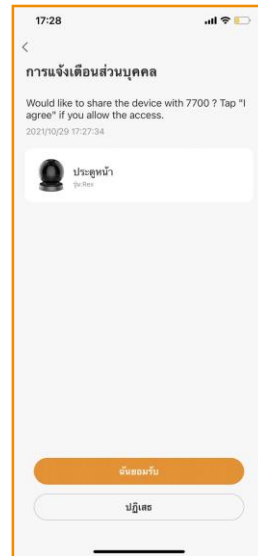 17:28
การแจ้งเตือนส่วนบุคคล
Would like to share the device with 7700 ? Tap "I
agree" if you allow the access.
2021/10/29 17:27:34
ประตูหน้า
รุ่น:Rex
ฉันยอมรับ
ปฏิเสธ